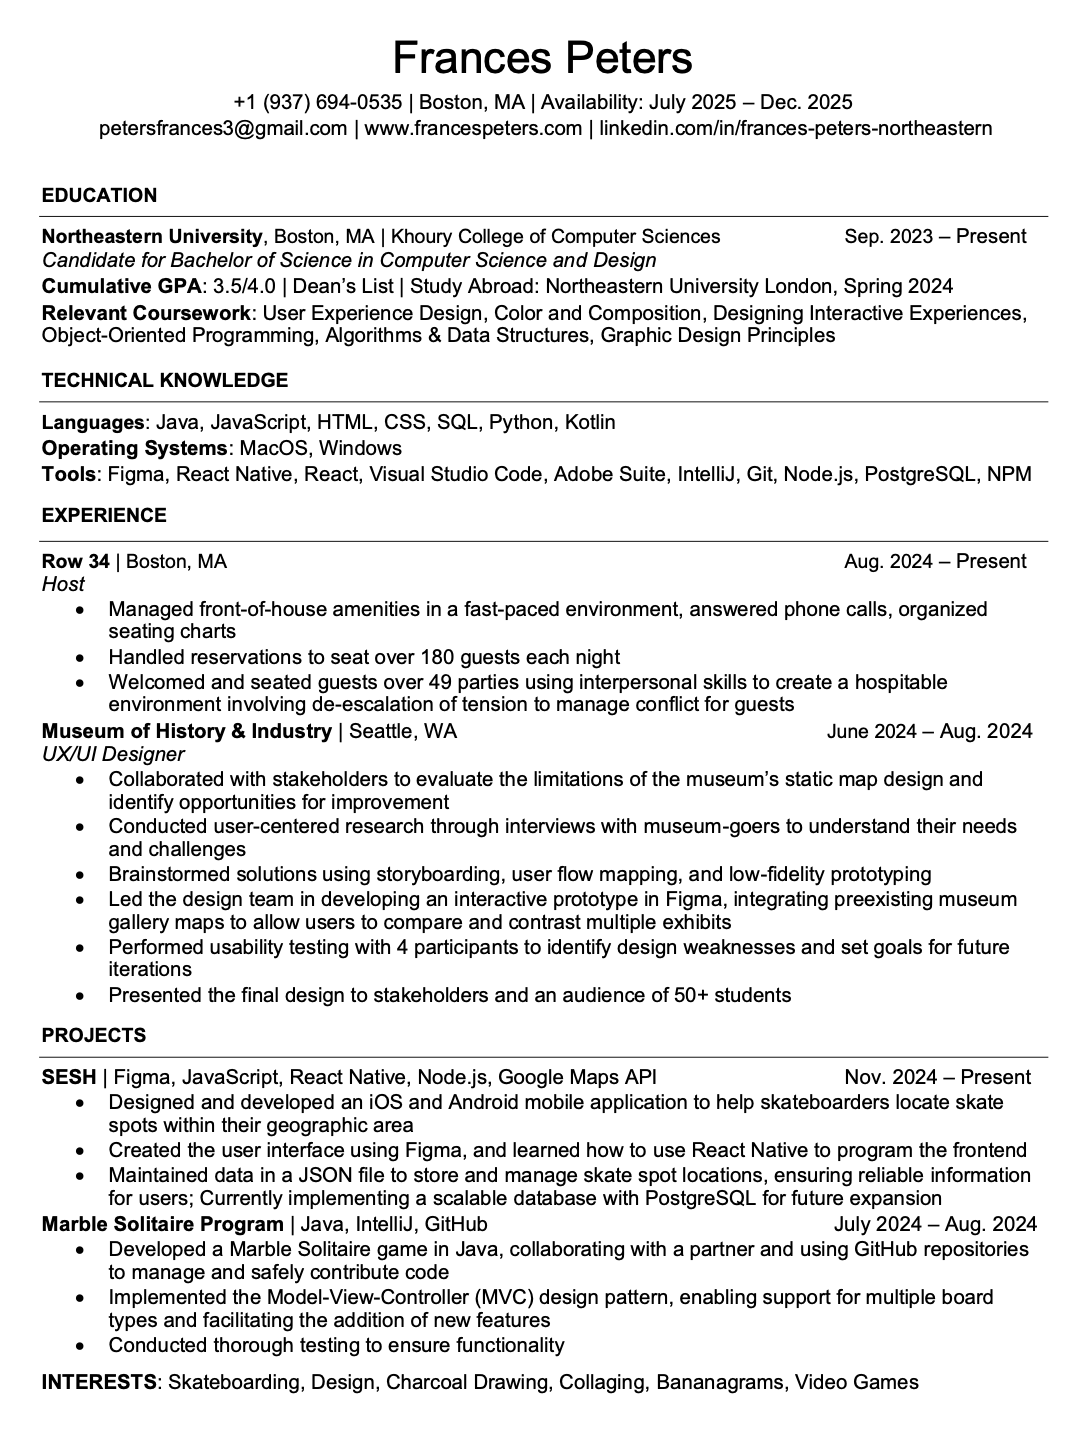 Frances Peters
+1 (937) 694-0535 | Boston, MA | Availability: July 2025 – Dec. 2025
petersfrances3@gmail.com | www.francespeters.com | linkedin.com/in/frances-peters-northeastern
EDUCATION
Northeastern University, Boston, MA | Khoury College of Computer Sciences Sep. 2023 – Present
Candidate for Bachelor of Science in Computer Science and Design
Cumulative GPA: 3.5/4.0 | Dean’s List | Study Abroad: Northeastern University London, Spring 2024
Relevant Coursework: User Experience Design, Color and Composition, Designing Interactive Experiences,
Object-Oriented Programming, Algorithms & Data Structures, Graphic Design Principles
TECHNICAL KNOWLEDGE
Languages: Java, JavaScript, HTML, CSS, SQL, Python, Kotlin
Operating Systems: MacOS, Windows
Tools: Figma, React Native, React, Visual Studio Code, Adobe Suite, IntelliJ, Git, Node.js, PostgreSQL, NPM
EXPERIENCE
Row 34 | Boston, MA Aug. 2024 – Present
Host
• Managed front-of-house amenities in a fast-paced environment, answered phone calls, organized
seating charts
• Handled reservations to seat over 180 guests each night
• Welcomed and seated guests over 49 parties using interpersonal skills to create a hospitable
environment involving de-escalation of tension to manage conflict for guests
Museum of History & Industry | Seattle, WA June 2024 – Aug. 2024
UX/UI Designer
• Collaborated with stakeholders to evaluate the limitations of the museum’s static map design and
identify opportunities for improvement
• Conducted user-centered research through interviews with museum-goers to understand their needs
and challenges
• Brainstormed solutions using storyboarding, user flow mapping, and low-fidelity prototyping
• Led the design team in developing an interactive prototype in Figma, integrating preexisting museum
gallery maps to allow users to compare and contrast multiple exhibits
• Performed usability testing with 4 participants to identify design weaknesses and set goals for future
iterations
• Presented the final design to stakeholders and an audience of 50+ students
PROJECTS
SESH | Figma, JavaScript, React Native, Node.js, Google Maps API Nov. 2024 – Present
• Designed and developed an iOS and Android mobile application to help skateboarders locate skate
spots within their geographic area
• Created the user interface using Figma, and learned how to use React Native to program the frontend
• Maintained data in a JSON file to store and manage skate spot locations, ensuring reliable information
for users; Currently implementing a scalable database with PostgreSQL for future expansion
Marble Solitaire Program | Java, IntelliJ, GitHub July 2024 – Aug. 2024
• Developed a Marble Solitaire game in Java, collaborating with a partner and using GitHub repositories
to manage and safely contribute code
• Implemented the Model-View-Controller (MVC) design pattern, enabling support for multiple board
types and facilitating the addition of new features
• Conducted thorough testing to ensure functionality
INTERESTS: Skateboarding, Design, Charcoal Drawing, Collaging, Bananagrams, Video Games